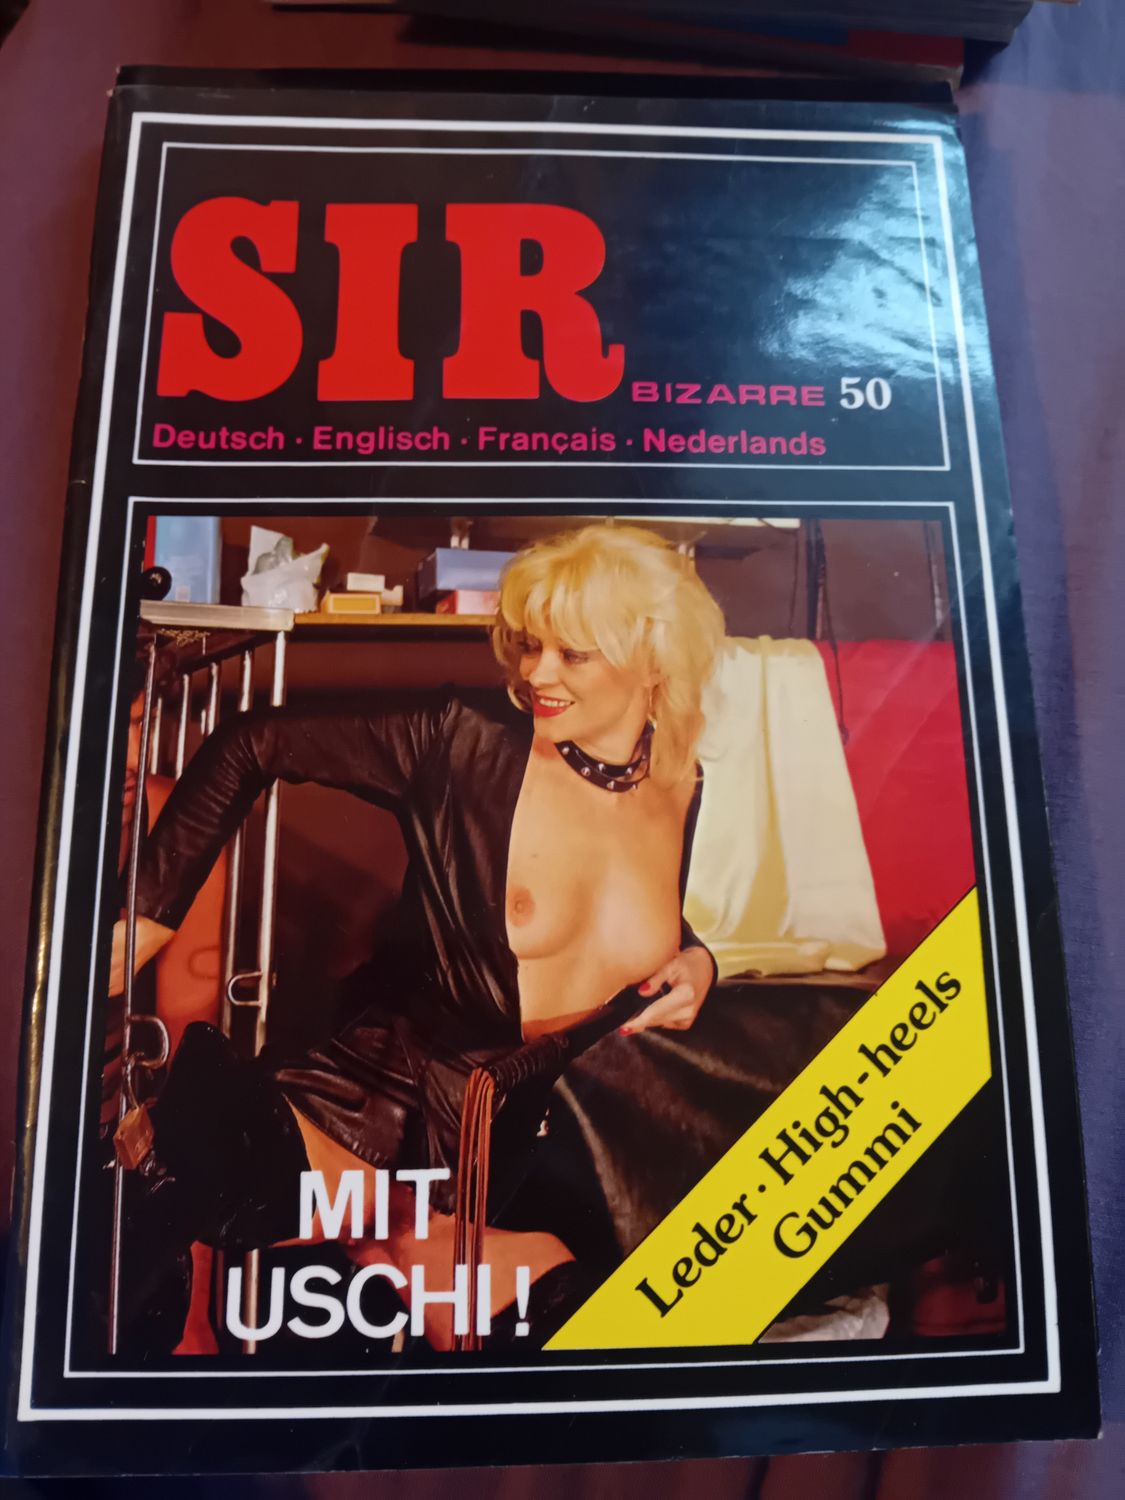 SIR
BIZARRE 50
Deutsch · Englisch · Français · Nederlands
MIT
USCHI!
Leder · High-heels
Gummi